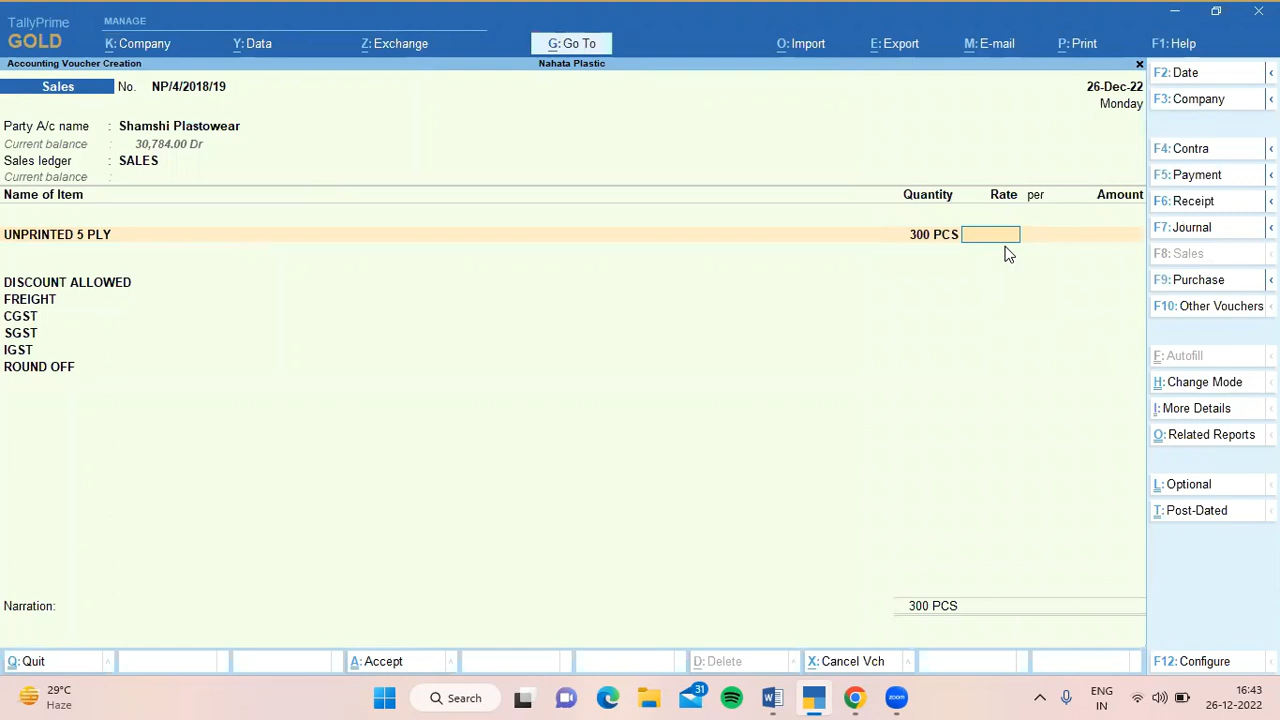 TallyPrime
GOLD
MANAGE
K: Company
Y: Data
Z: Exchange
G: Go To
O: Import
E: Export
M: E-mail
P: Print
F1: Help
Accounting Voucher Creation
Nahata Plastic
Sales
No. NP/4/2018/19
26-Dec-22
Monday
Party A/c name : Shamshi Plastowear
Current balance : 30,784.00 Dr
Sales ledger : SALES
Current balance :
Name of Item
Quantity
Rate
per
Amount
UNPRINTED 5 PLY
300 PCS
DISCOUNT ALLOWED
FREIGHT
CGST
SGST
IGST
ROUND OFF
Narration:
300 PCS
F2: Date
F3: Company
F4: Contra
F5: Payment
F6: Receipt
F7: Journal
F8: Sales
F9: Purchase
F10: Other Vouchers
F: Autofill
H: Change Mode
I: More Details
O: Related Reports
L: Optional
T: Post-Dated
F12: Configure
Q: Quit
A: Accept
D: Delete
X: Cancel Vch
29°C
Haze
Search
31
ENG
IN
16:43
26-12-2022